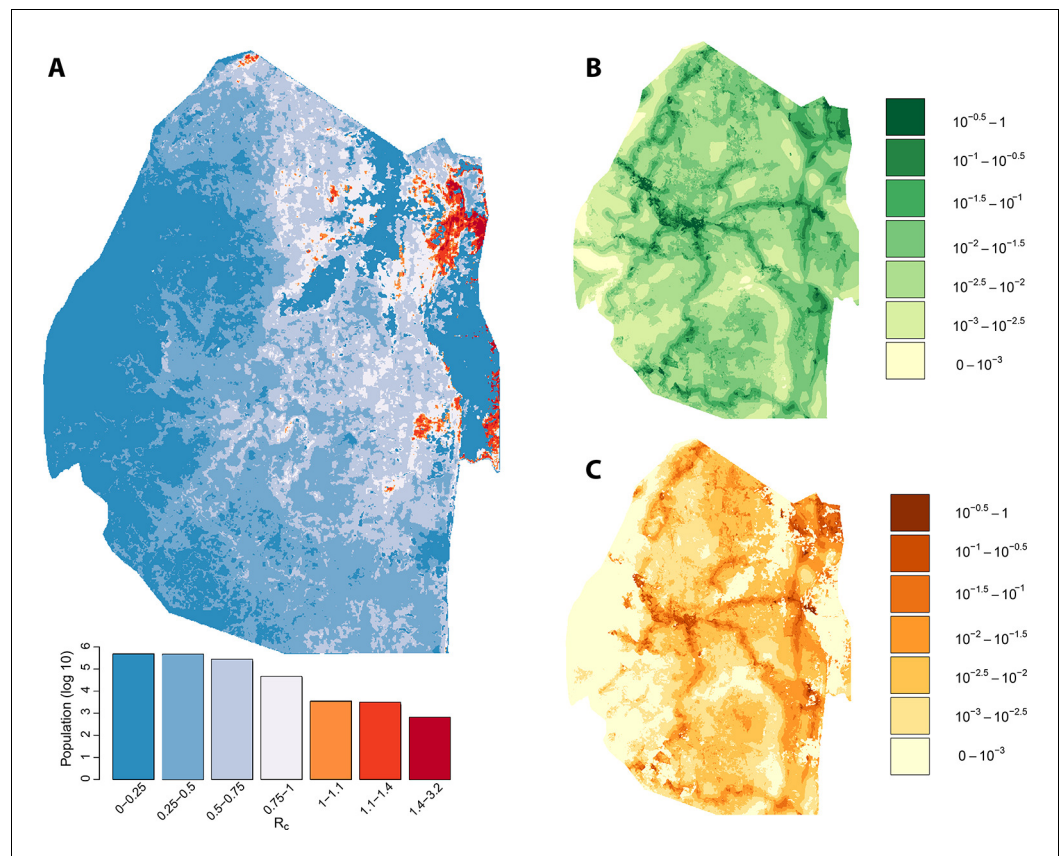 A
B
10⁻⁰·⁵ – 1
10⁻¹ – 10⁻⁰·⁵
10⁻¹·⁵ – 10⁻¹
10⁻² – 10⁻¹·⁵
10⁻²·⁵ – 10⁻²
10⁻³ – 10⁻²·⁵
0 – 10⁻³
C
10⁻⁰·⁵ – 1
10⁻¹ – 10⁻⁰·⁵
10⁻¹·⁵ – 10⁻¹
10⁻² – 10⁻¹·⁵
10⁻²·⁵ – 10⁻²
10⁻³ – 10⁻²·⁵
0 – 10⁻³
Population (log 10)
6
5
4
3
2
1
0
0–0.25
0.25–0.5
0.5–0.75
0.75–1
1–1.1
1.1–1.4
1.4–3.2
R꜀